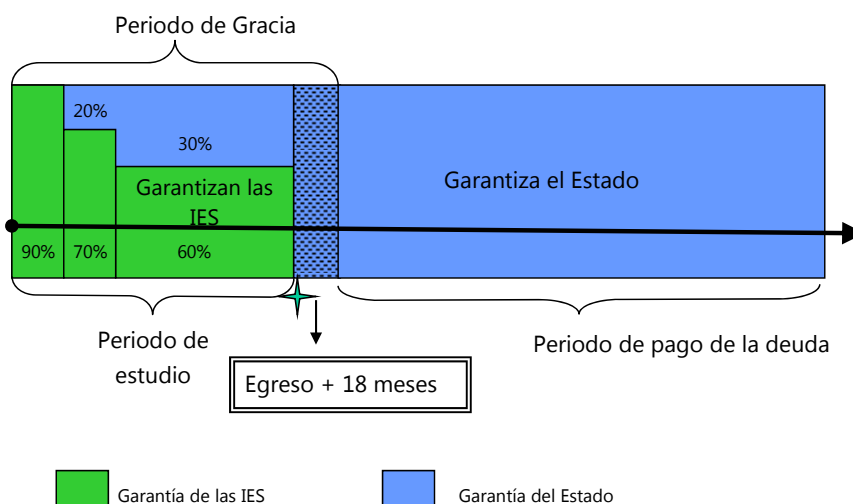 Periodo de Gracia
20%
30%
Garantizan las
IES
Garantiza el Estado
90%
70%
60%
Periodo de
estudio
Periodo de pago de la deuda
Egreso + 18 meses
Garantía de las IES
Garantía del Estado